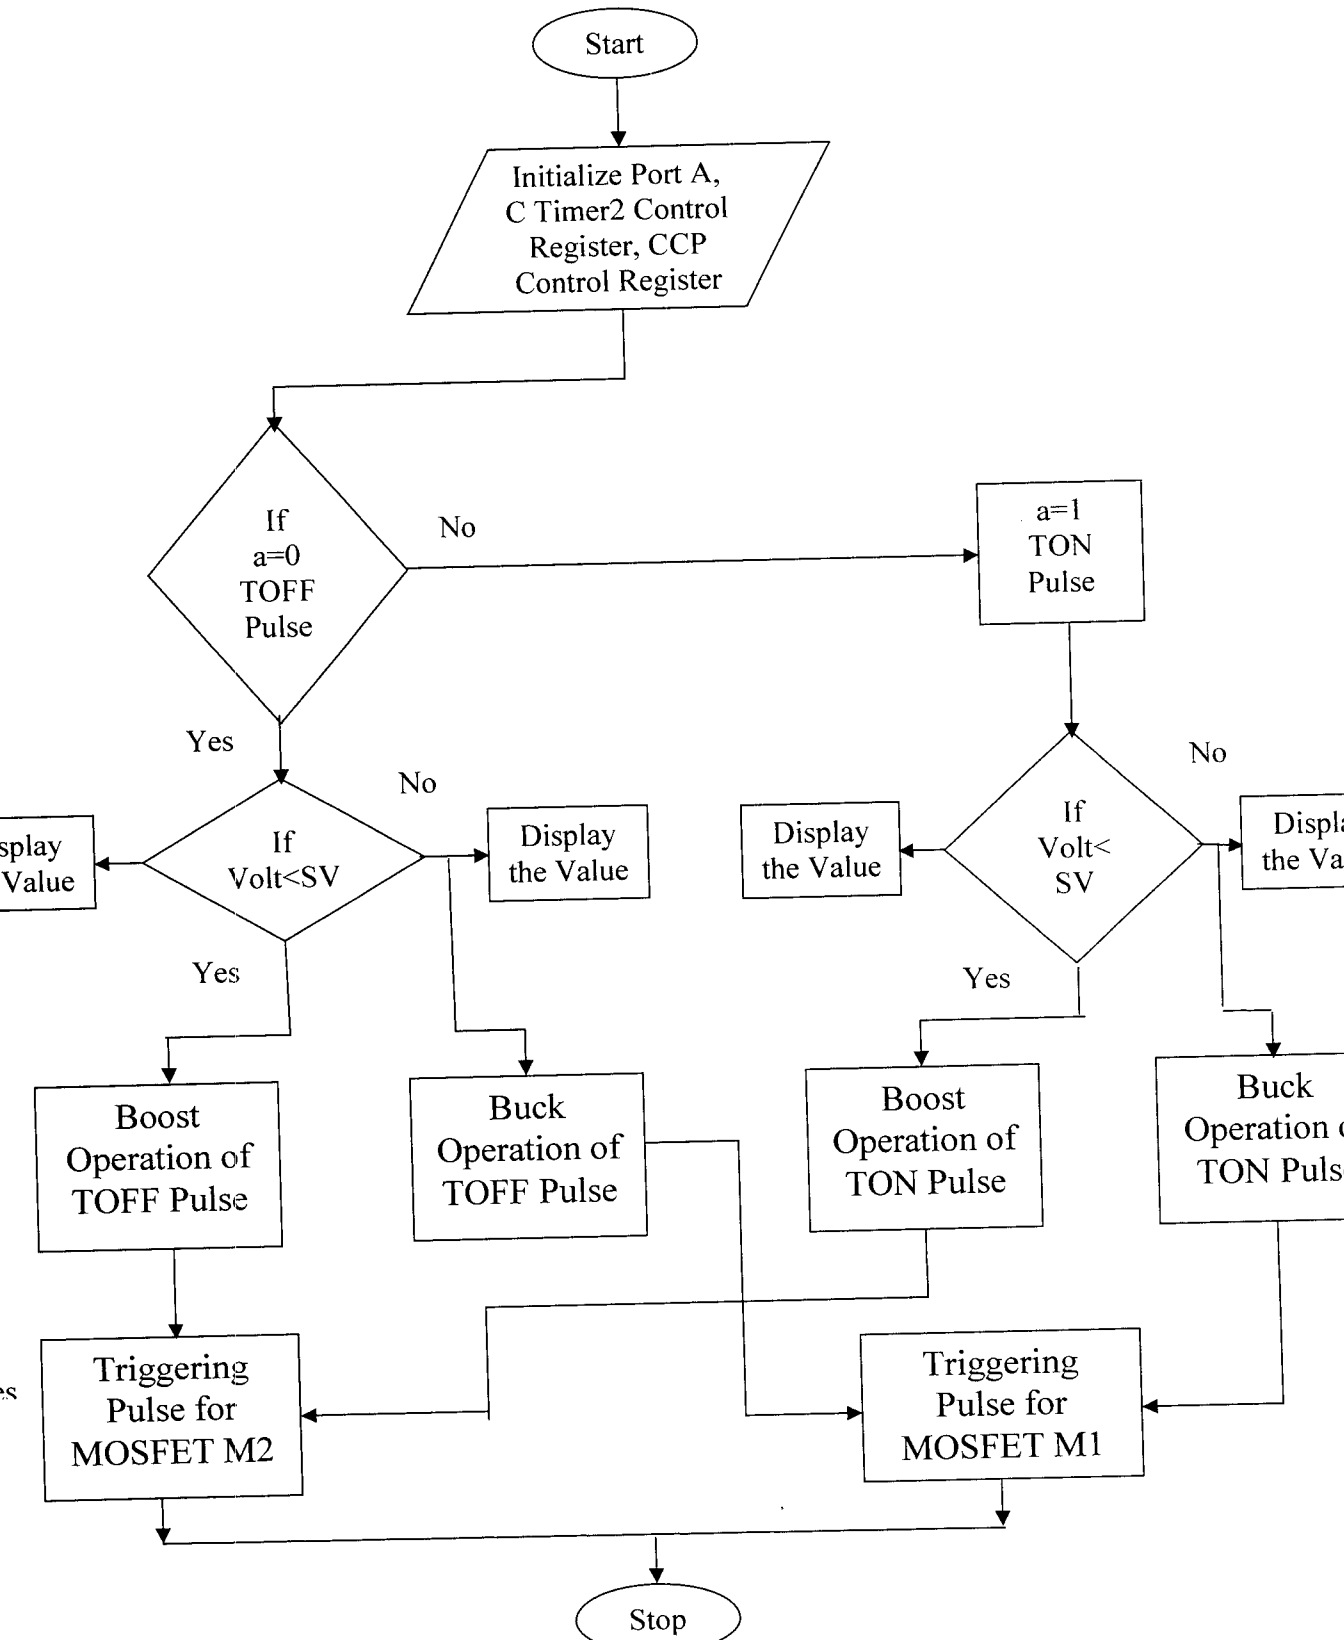 Start
Initialize Port A,
C Timer2 Control
Register, CCP
Control Register
If
a=0
TOFF
Pulse
No
a=1
TON
Pulse
Yes
No
No
If
Volt<SV
Value
Display
the Value
Display
the Value
If
Volt<
SV
the
Yes
Yes
Boost
Operation of
TOFF Pulse
Buck
Operation of
TOFF Pulse
Boost
Operation of
TON Pulse
Buck
Operation
TON
Triggering
Pulse for
MOSFET M2
Triggering
Pulse for
MOSFET M1
Stop